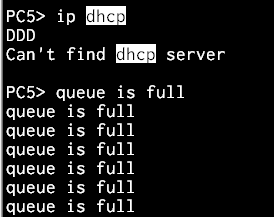 PC5> ip dhcp
DDD
Can't find dhcp server
PC5> queue is full
queue is full
queue is full
queue is full
queue is full
queue is full
queue is full